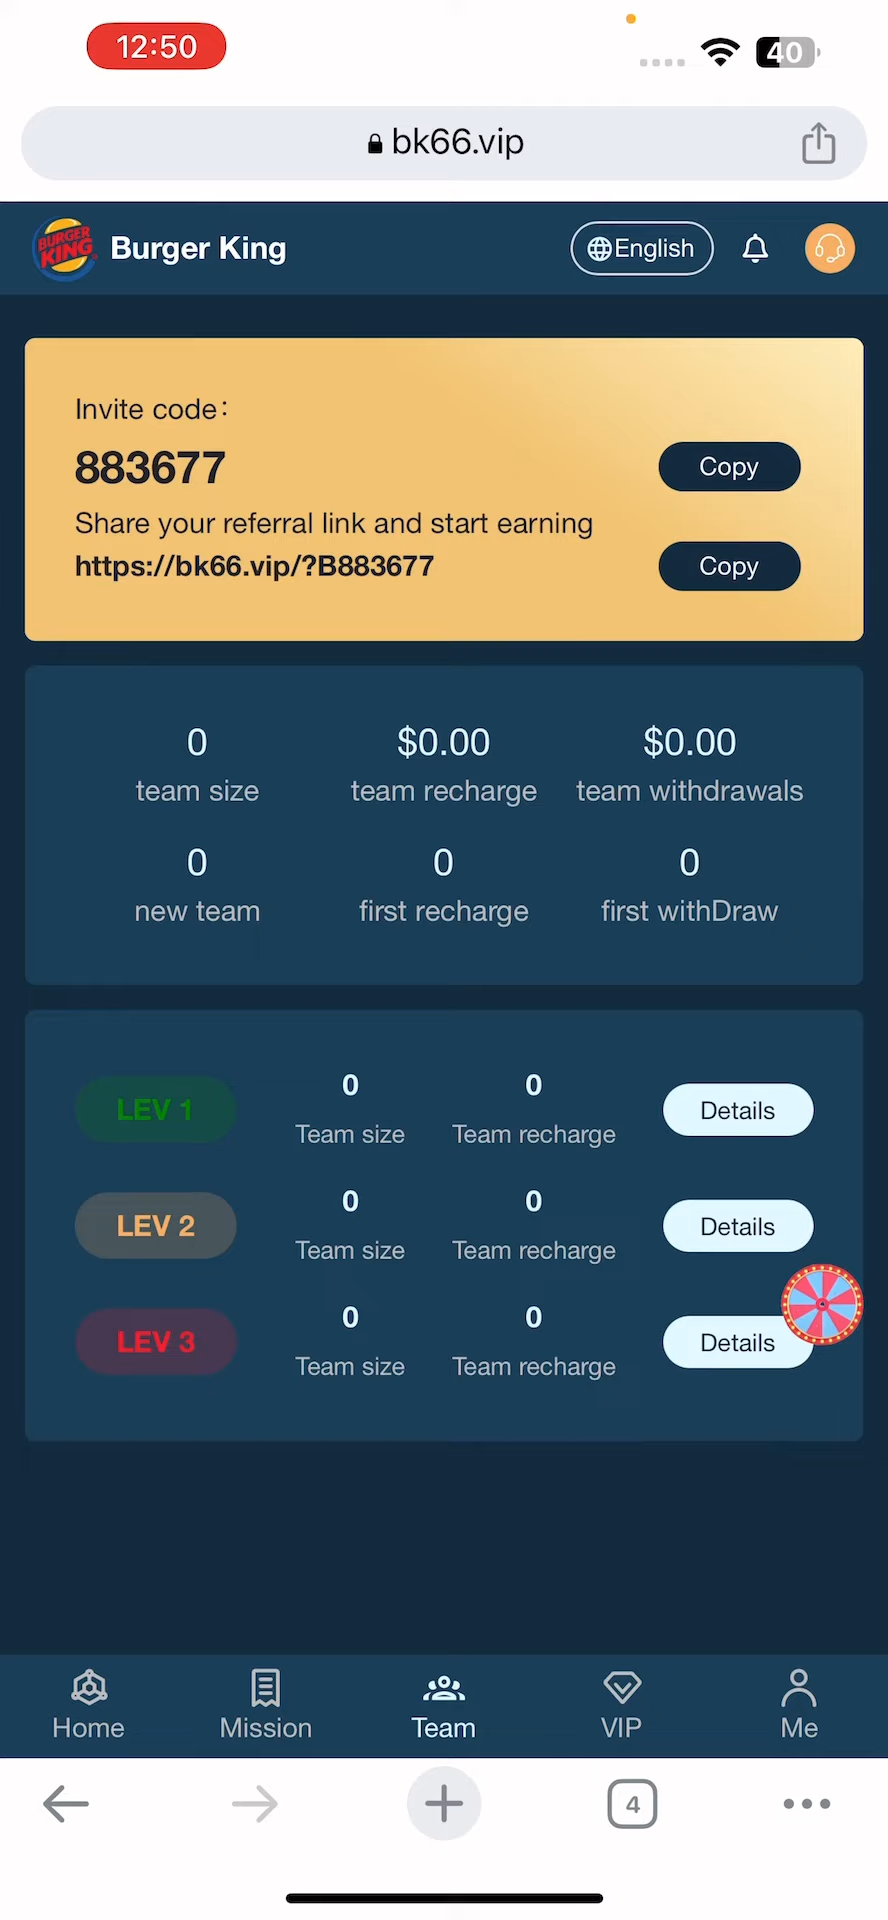 12:50
40
bk66.vip
BURGER KING
Burger King
English
Invite code:
883677
Copy
Share your referral link and start earning
https://bk66.vip/?B883677
Copy
0
$0.00
$0.00
team size
team recharge
team withdrawals
0
0
0
new team
first recharge
first withDraw
LEV 1
0
Team size
0
Team recharge
Details
LEV 2
0
Team size
0
Team recharge
Details
LEV 3
0
Team size
0
Team recharge
Details
Home
Mission
Team
VIP
Me
4